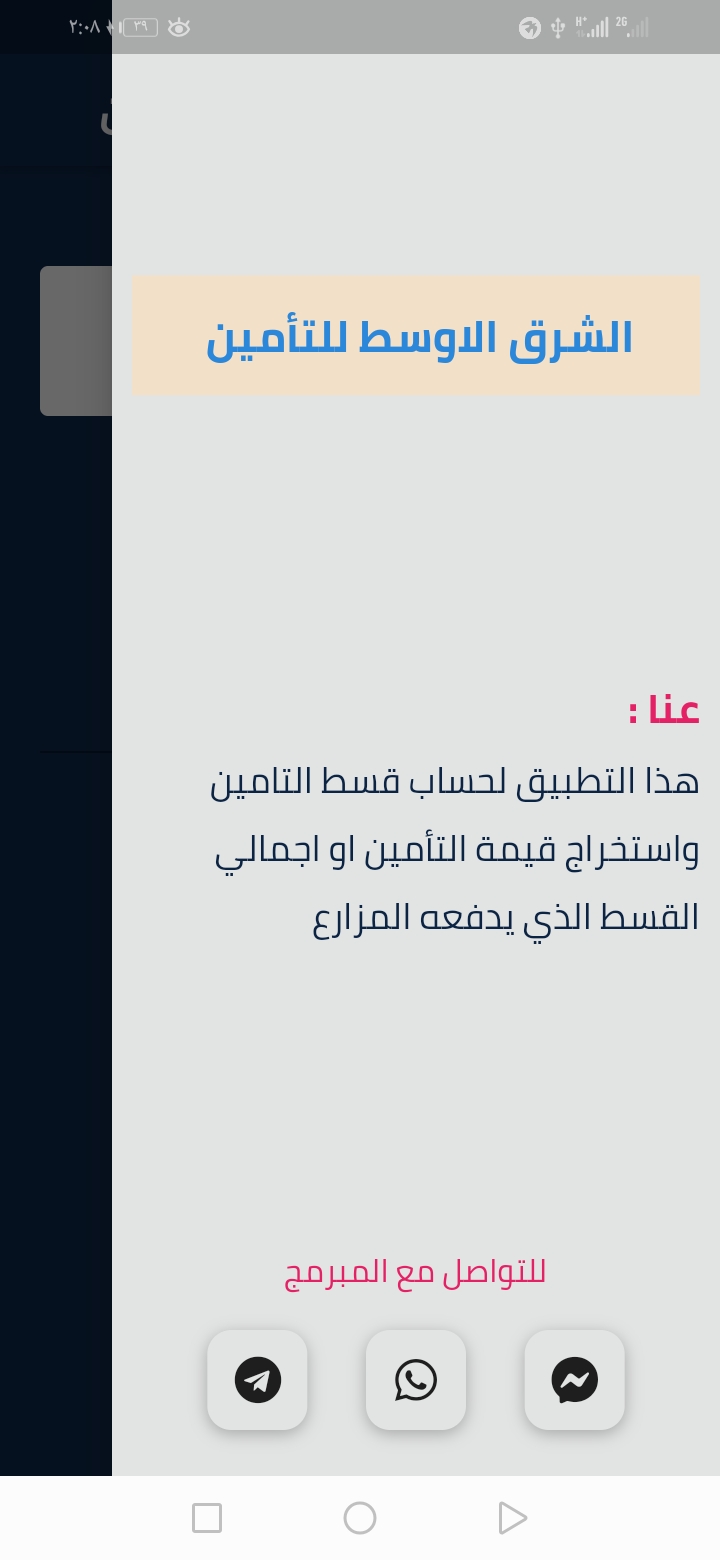 ٢:٠٨
٣٩
H+
2G
الشرق الاوسط للتأمين
عنا :
هذا التطبيق لحساب قسط التامين
واستخراج قيمة التأمين او اجمالي
القسط الذي يدفعه المزارع
للتواصل مع المبرمج